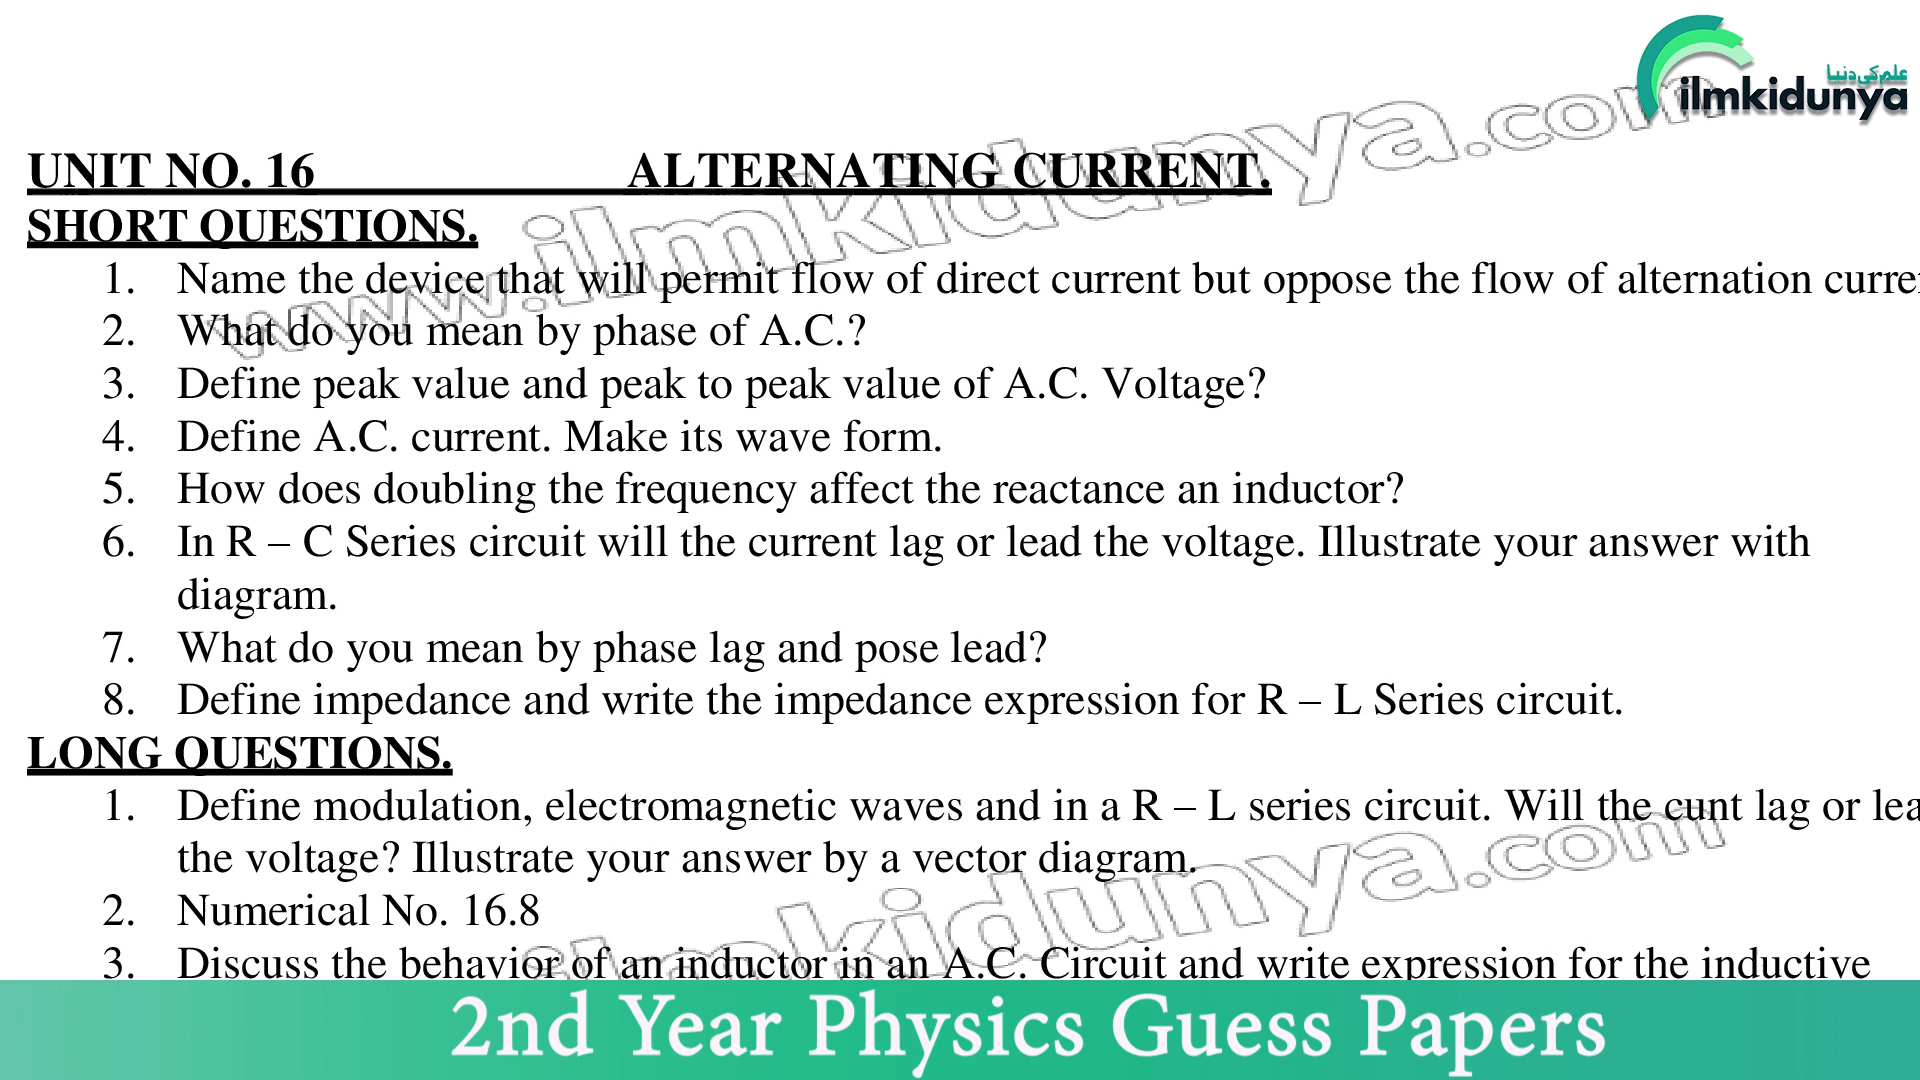 علم کی دنیا
ilmkidunya
www.ilmkidunya.com
UNIT NO. 16 ALTERNATING CURRENT.
SHORT QUESTIONS.
1. Name the device that will permit flow of direct current but oppose the flow of alternation curre
2. What do you mean by phase of A.C.?
3. Define peak value and peak to peak value of A.C. Voltage?
4. Define A.C. current. Make its wave form.
5. How does doubling the frequency affect the reactance an inductor?
6. In R – C Series circuit will the current lag or lead the voltage. Illustrate your answer with
diagram.
7. What do you mean by phase lag and pose lead?
8. Define impedance and write the impedance expression for R – L Series circuit.
LONG QUESTIONS.
1. Define modulation, electromagnetic waves and in a R – L series circuit. Will the cunt lag or lea
the voltage? Illustrate your answer by a vector diagram.
2. Numerical No. 16.8
3. Discuss the behavior of an inductor in an A.C. Circuit and write expression for the inductive
ilmkidunya.com
2nd Year Physics Guess Papers